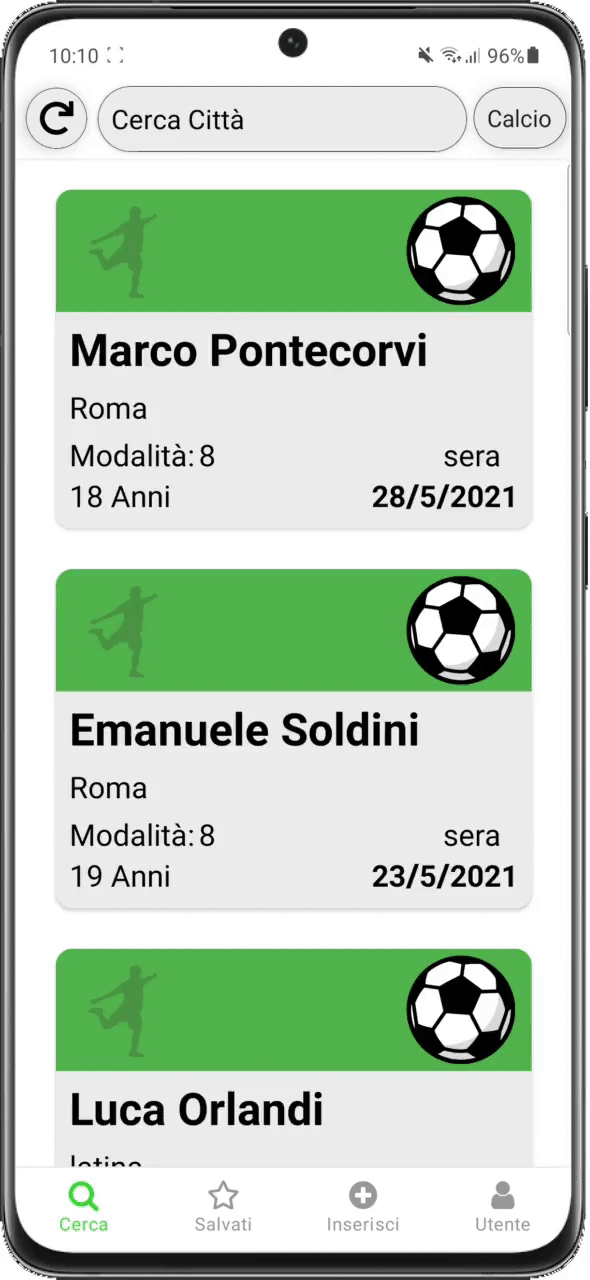 10:10 96%
Cerca Città Calcio
Marco Pontecorvi
Roma
Modalità: 8 sera
18 Anni 28/5/2021
Emanuele Soldini
Roma
Modalità: 8 sera
19 Anni 23/5/2021
Luca Orlandi
latina
Cerca Salvati Inserisci Utente